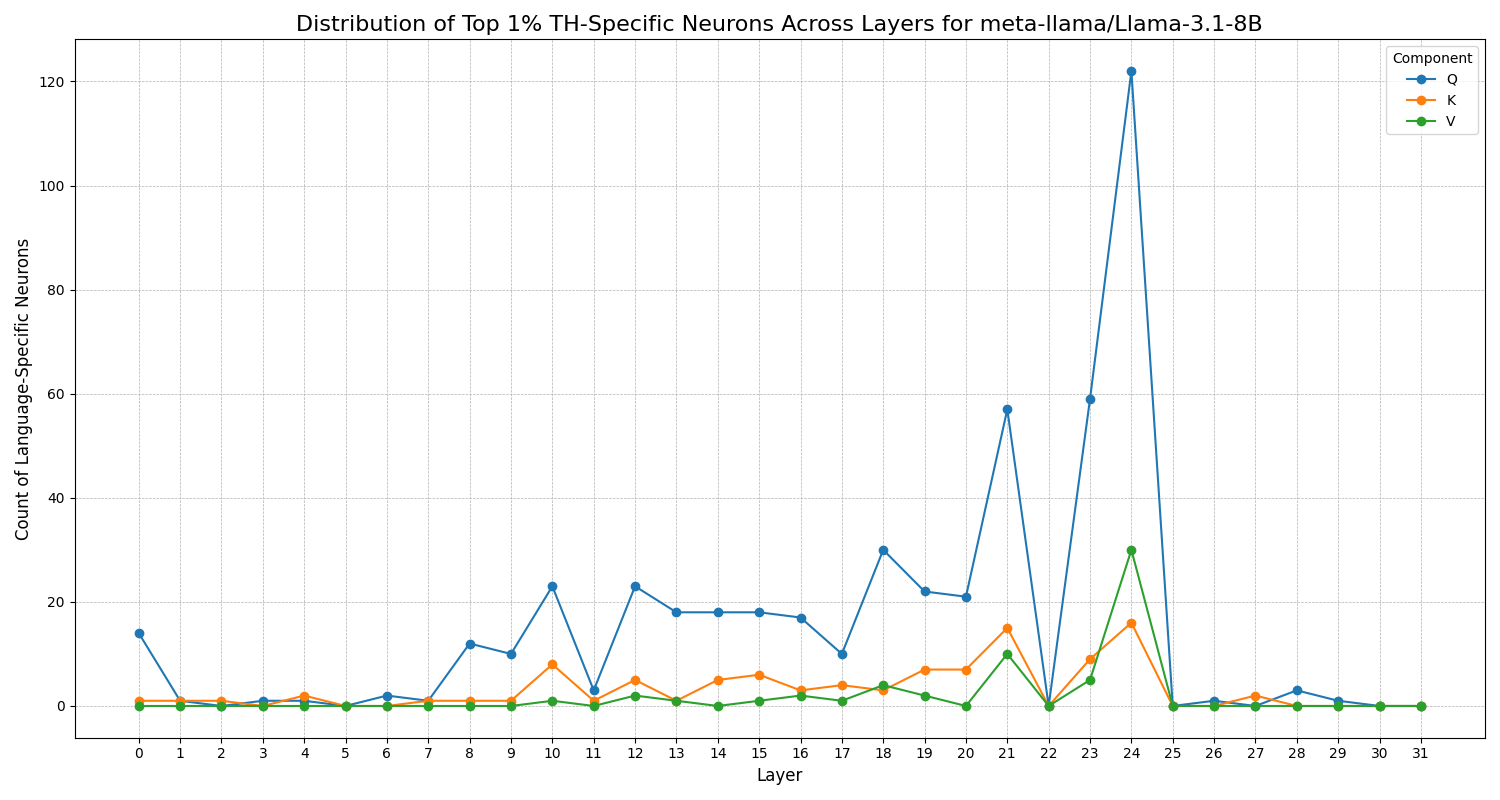 Distribution of Top 1% TH-Specific Neurons Across Layers for meta-llama/Llama-3.1-8B
Component
Q
K
V
Count of Language-Specific Neurons
120
100
80
60
40
20
0
0 1 2 3 4 5 6 7 8 9 10 11 12 13 14 15 16 17 18 19 20 21 22 23 24 25 26 27 28 29 30 31
Layer